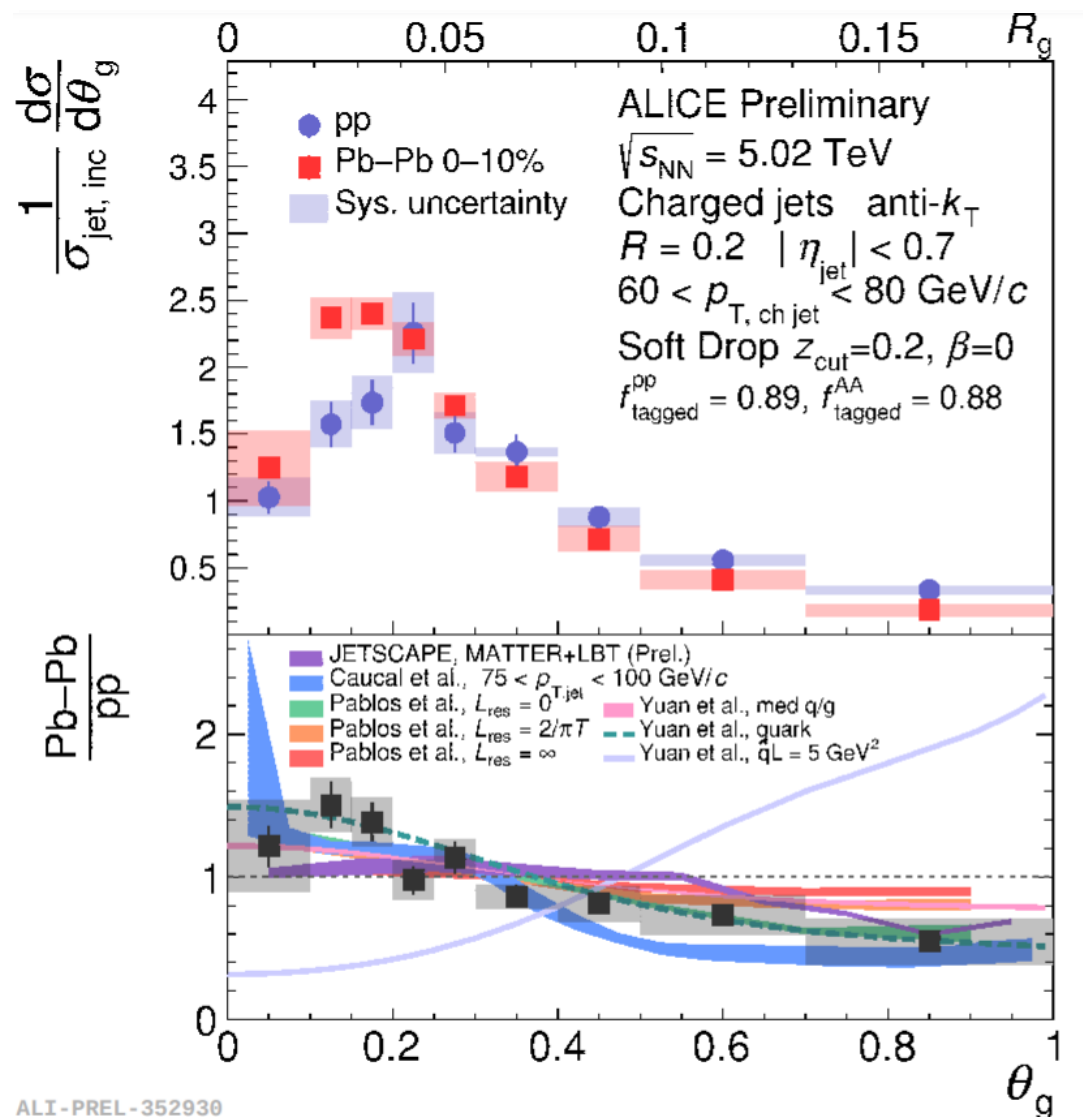 0 0.05 0.1 0.15 R_g
1/σ_jet, inc dσ/dθ_g
4
3.5
3
2.5
2
1.5
1
0.5
pp
Pb–Pb 0–10%
Sys. uncertainty
ALICE Preliminary
√s_NN = 5.02 TeV
Charged jets anti-k_T
R = 0.2 | η_jet | < 0.7
60 < p_T, ch jet < 80 GeV/c
Soft Drop z_cut=0.2, β=0
f^pp_tagged = 0.89, f^AA_tagged = 0.88
Pb–Pb/pp
2
1
0
JETSCAPE, MATTER+LBT (Prel.)
Caucal et al., 75 < p_T,jet < 100 GeV/c
Pablos et al., L_res = 0
Pablos et al., L_res = 2/πT
Pablos et al., L_res = ∞
Yuan et al., med q/g
Yuan et al., quark
Yuan et al., q̂L = 5 GeV²
0 0.2 0.4 0.6 0.8 1
θ_g
ALI-PREL-352930